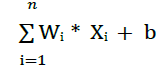 n
∑Wᵢ * Xᵢ + b
i=1